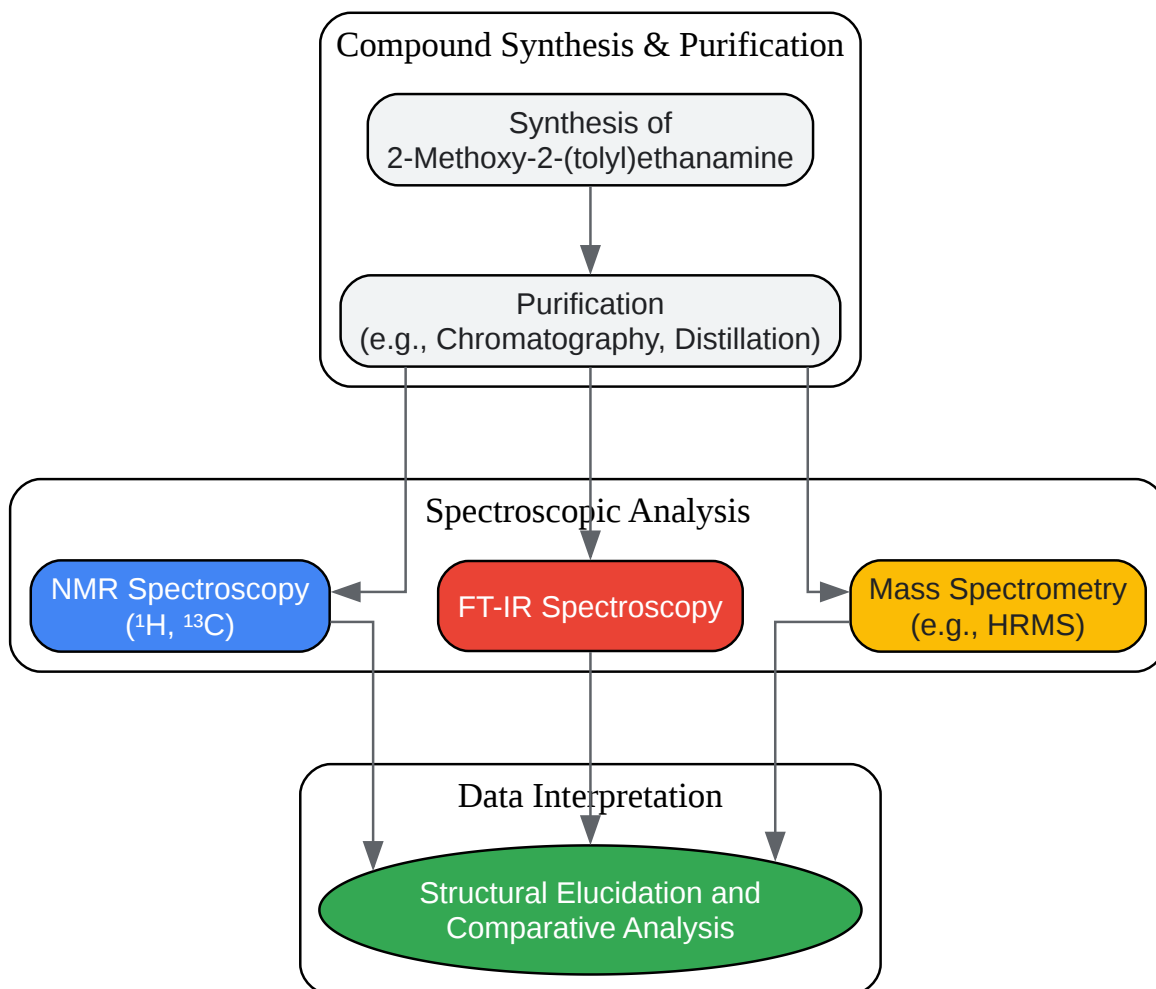 Compound Synthesis & Purification
Synthesis of
2-Methoxy-2-(tolyl)ethanamine
Purification
(e.g., Chromatography, Distillation)
Spectroscopic Analysis
NMR Spectroscopy
(¹H, ¹³C)
FT-IR Spectroscopy
Mass Spectrometry
(e.g., HRMS)
Data Interpretation
Structural Elucidation and
Comparative Analysis